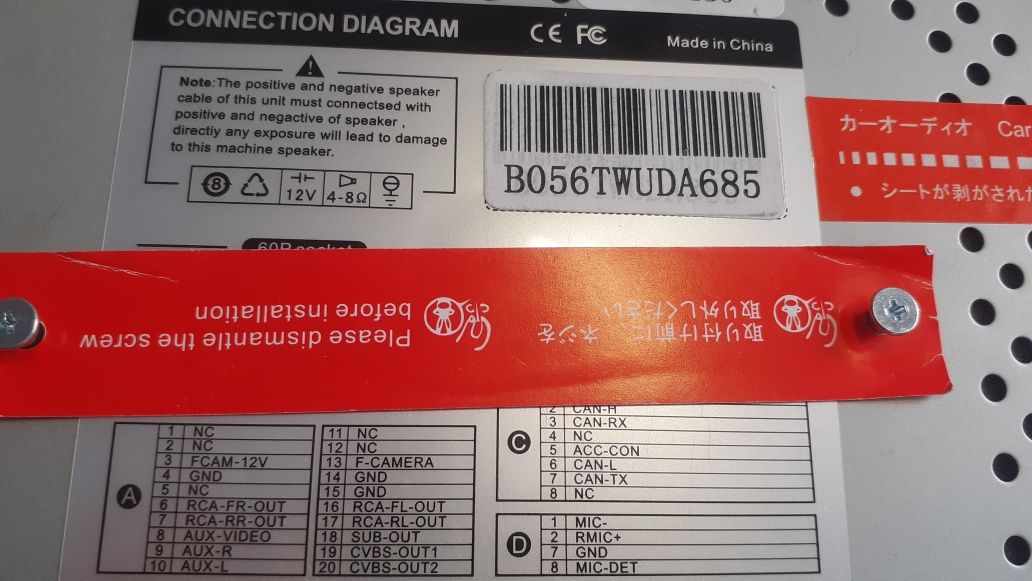 CONNECTION DIAGRAM
CE FC
Made in China
Note:The positive and negative speaker
cable of this unit must connectsed with
positive and negactive of speaker ,
directiy any exposure will lead to damage
to this machine speaker.
8
12V
4-8Ω
B056TWUDA685
カーオーディオ Car
• シートが剥がされた
60P socket
Please dismantle the screw
before installation
取り付け前に、ネジを
取り外しください
A
1 NC
2 NC
3 FCAM-12V
4 GND
5 NC
6 RCA-FR-OUT
7 RCA-RR-OUT
8 AUX-VIDEO
9 AUX-R
10 AUX-L
11 NC
12 NC
13 F-CAMERA
14 GND
15 GND
16 RCA-FL-OUT
17 RCA-RL-OUT
18 SUB-OUT
19 CVBS-OUT1
20 CVBS-OUT2
C
2 CAN-H
3 CAN-RX
4 NC
5 ACC-CON
6 CAN-L
7 CAN-TX
8 NC
D
1 MIC-
2 RMIC+
7 GND
8 MIC-DET